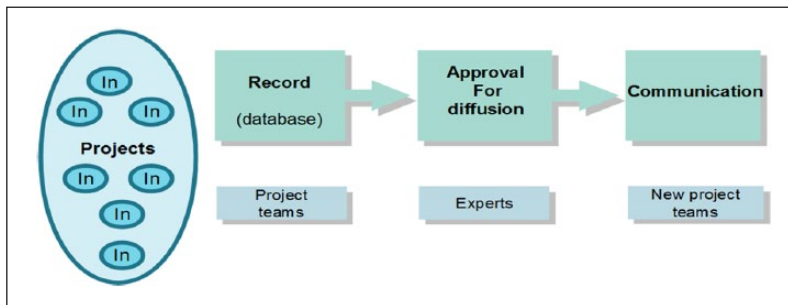 In
In
In
Projects
In
In
In
In
Record
(database)
Approval
For
diffusion
Communication
Project
teams
Experts
New project
teams